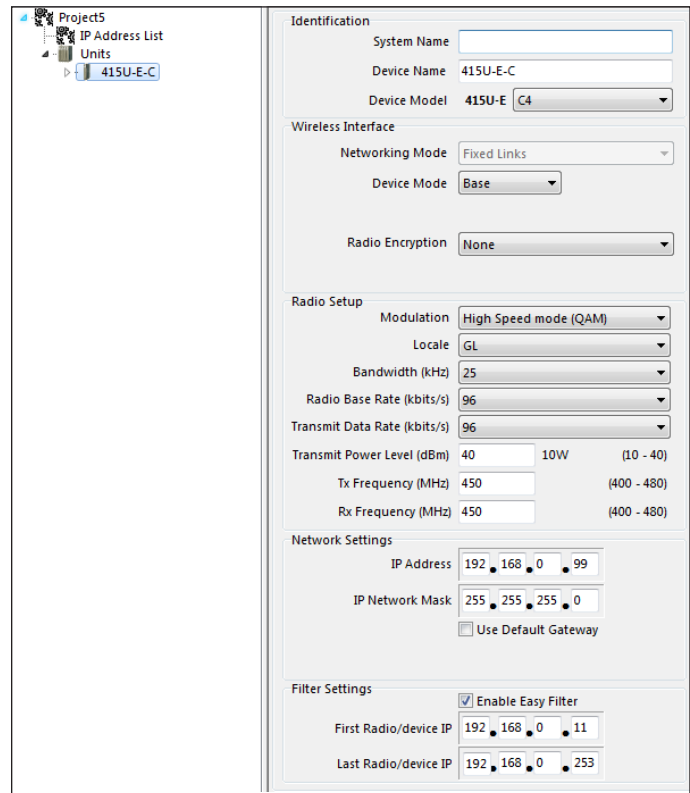 Project5
IP Address List
Units
415U-E-C
Identification
System Name
Device Name 415U-E-C
Device Model 415U-E C4
Wireless Interface
Networking Mode Fixed Links
Device Mode Base
Radio Encryption None
Radio Setup
Modulation High Speed mode (QAM)
Locale GL
Bandwidth (kHz) 25
Radio Base Rate (kbits/s) 96
Transmit Data Rate (kbits/s) 96
Transmit Power Level (dBm) 40 10W (10 - 40)
Tx Frequency (MHz) 450 (400 - 480)
Rx Frequency (MHz) 450 (400 - 480)
Network Settings
IP Address 192.168.0.99
IP Network Mask 255.255.255.0
Use Default Gateway
Filter Settings
Enable Easy Filter
First Radio/device IP 192.168.0.11
Last Radio/device IP 192.168.0.253